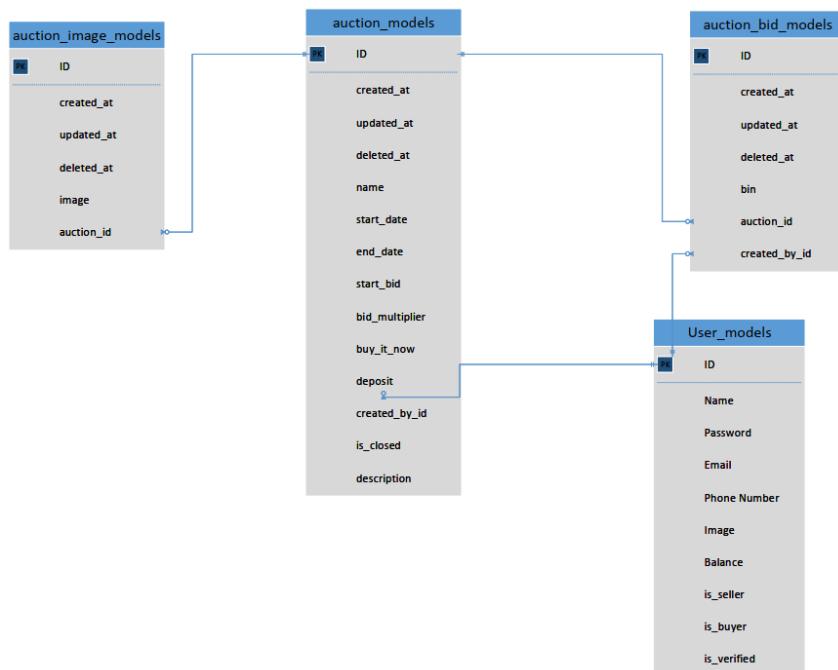 auction_image_models
PK ID
created_at
updated_at
deleted_at
image
auction_id
auction_models
PK ID
created_at
updated_at
deleted_at
name
start_date
end_date
start_bid
bid_multiplier
buy_it_now
deposit
created_by_id
is_closed
description
auction_bid_models
PK ID
created_at
updated_at
deleted_at
bin
auction_id
created_by_id
User_models
PK ID
Name
Password
Email
Phone Number
Image
Balance
is_seller
is_buyer
is_verified